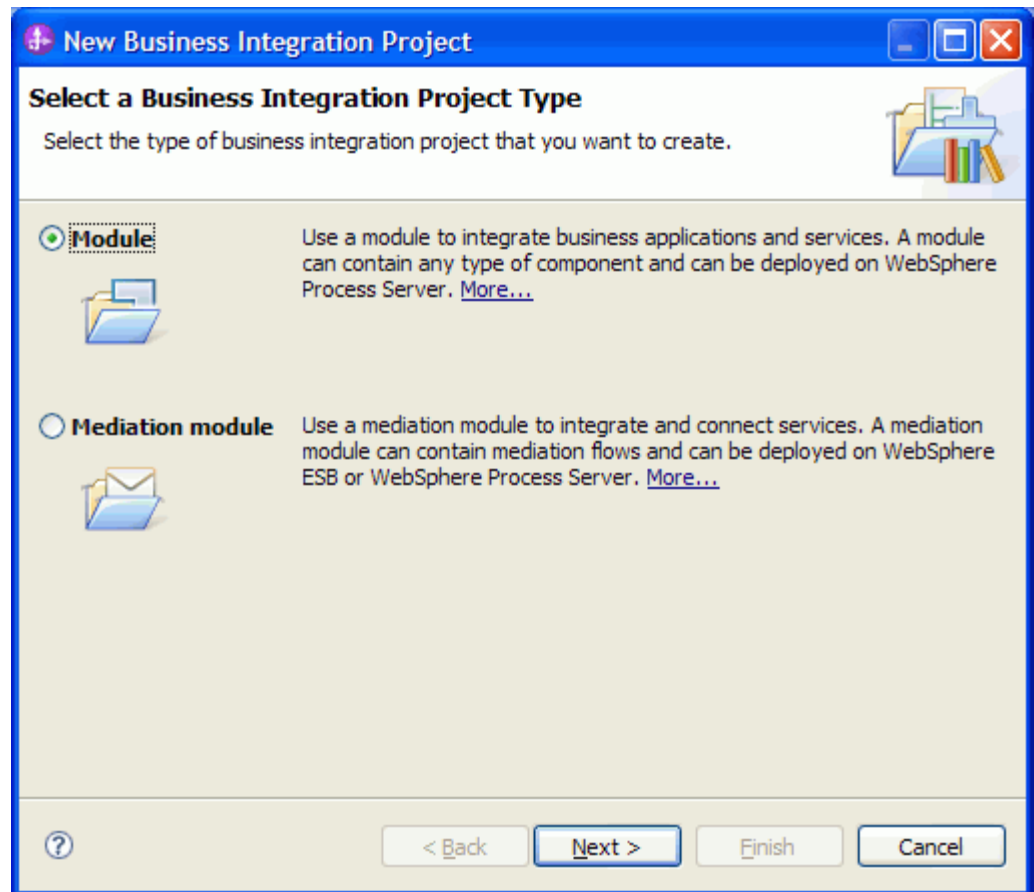 New Business Integration Project
Select a Business Integration Project Type
Select the type of business integration project that you want to create.
Module
Use a module to integrate business applications and services. A module
can contain any type of component and can be deployed on WebSphere
Process Server. More...
Mediation module
Use a mediation module to integrate and connect services. A mediation
module can contain mediation flows and can be deployed on WebSphere
ESB or WebSphere Process Server. More...
?
< Back
Next >
Finish
Cancel